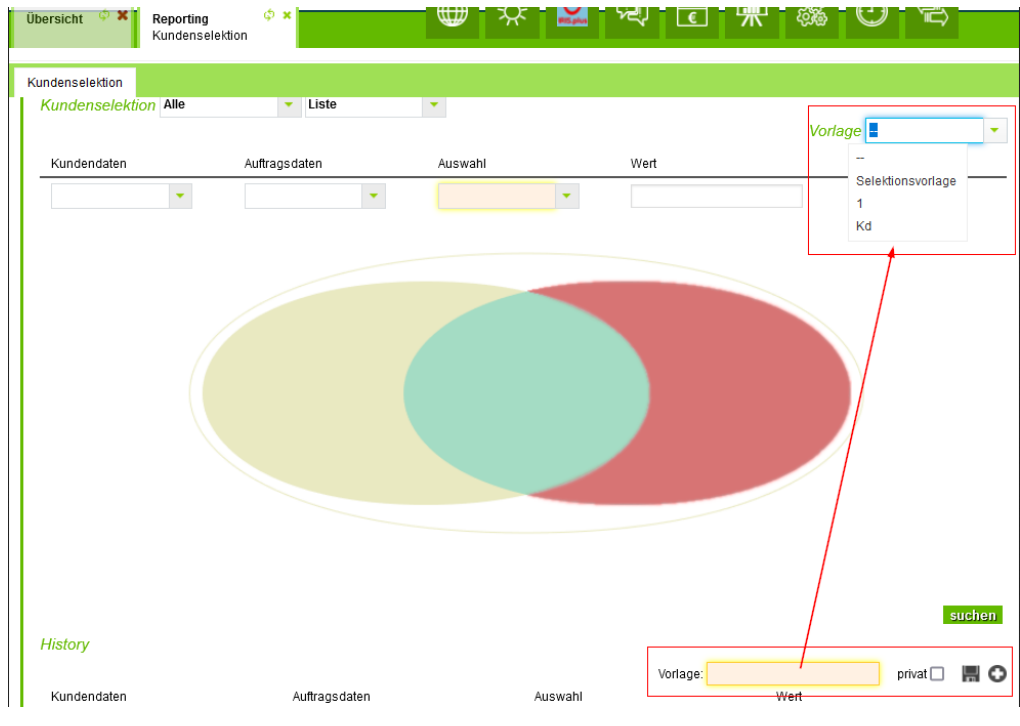 Übersicht
Reporting
Kundenselektion
Kundenselektion
Kundenselektion Alle Liste
Vorlage --
Kundendaten Auftragsdaten Auswahl Wert
--
Selektionsvorlage
1
Kd
suchen
History
Vorlage: privat
Kundendaten Auftragsdaten Auswahl Wert